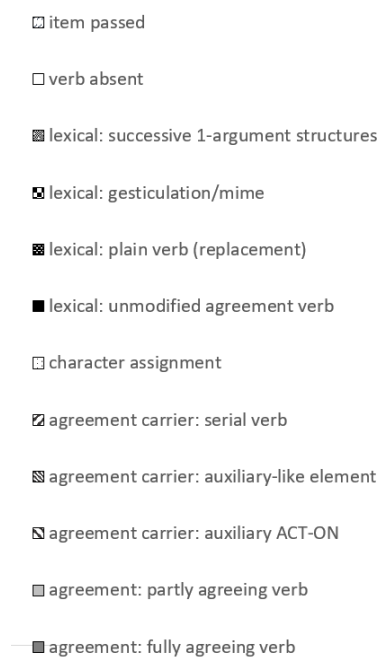 item passed
verb absent
lexical: successive 1-argument structures
lexical: gesticulation/mime
lexical: plain verb (replacement)
lexical: unmodified agreement verb
character assignment
agreement carrier: serial verb
agreement carrier: auxiliary-like element
agreement carrier: auxiliary ACT-ON
agreement: partly agreeing verb
agreement: fully agreeing verb